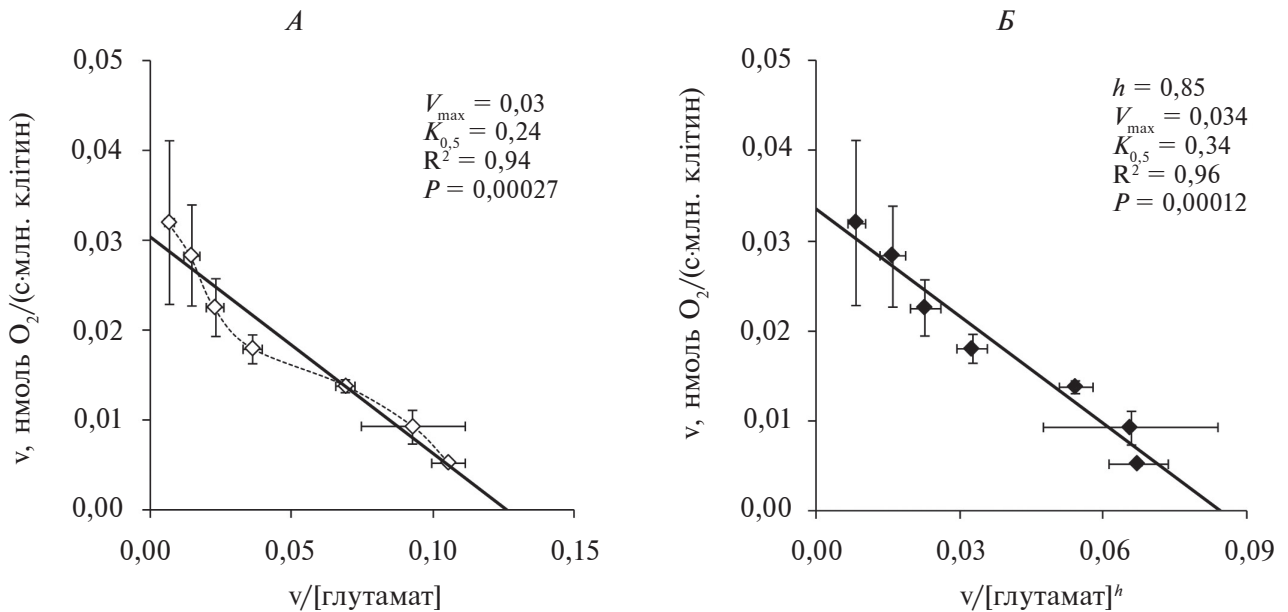 А
v, нмоль O₂/(с·млн. клітин)
0,05
0,04
0,03
0,02
0,01
0,00
V_max = 0,03
K_0,5 = 0,24
R² = 0,94
P = 0,00027
0,00 0,05 0,10 0,15
v/[глутамат]
Б
v, нмоль O₂/(с·млн. клітин)
0,05
0,04
0,03
0,02
0,01
0,00
h = 0,85
V_max = 0,034
K_0,5 = 0,34
R² = 0,96
P = 0,00012
0,00 0,03 0,06 0,09
v/[глутамат]ʰ